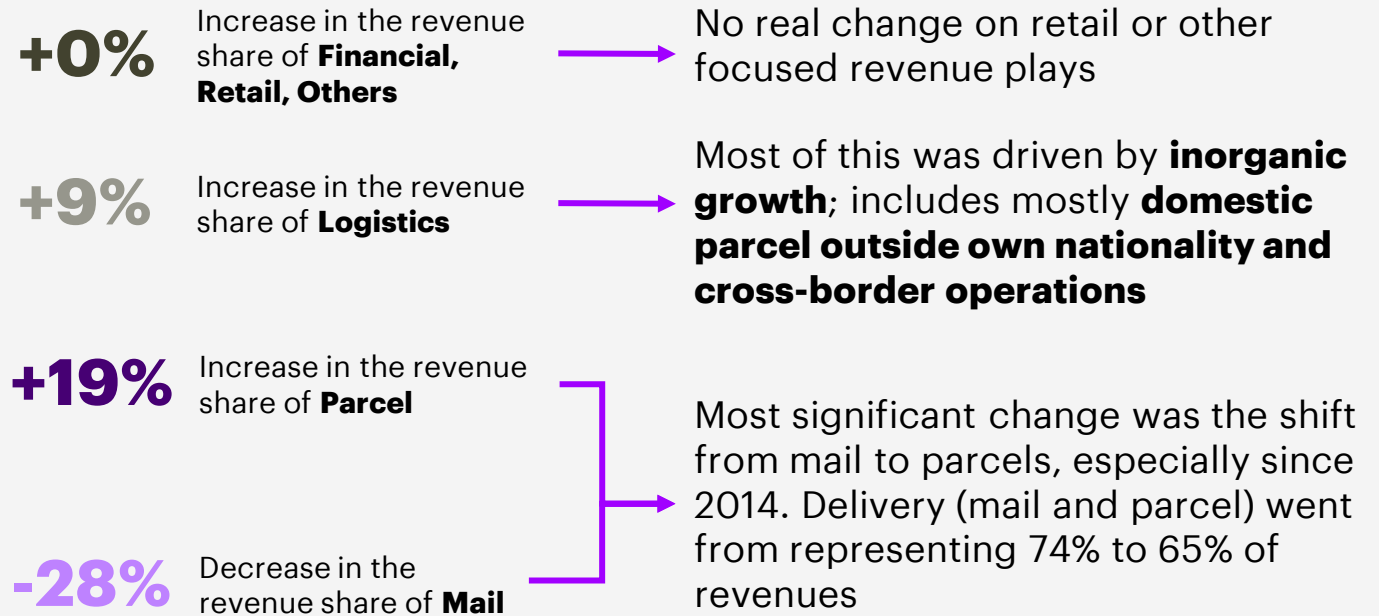 +0%
Increase in the revenue
share of Financial,
Retail, Others
No real change on retail or other
focused revenue plays
+9%
Increase in the revenue
share of Logistics
Most of this was driven by inorganic
growth; includes mostly domestic
parcel outside own nationality and
cross-border operations
+19%
Increase in the revenue
share of Parcel
-28%
Decrease in the
revenue share of Mail
Most significant change was the shift
from mail to parcels, especially since
2014. Delivery (mail and parcel) went
from representing 74% to 65% of
revenues